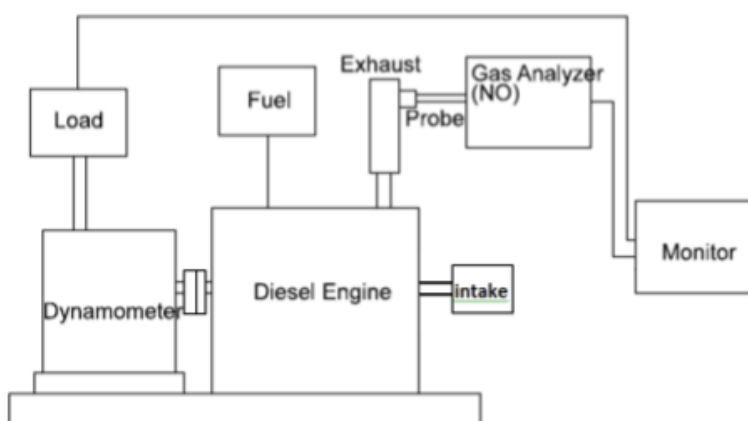 Exhaust
Gas Analyzer
(NO)
Fuel
Load
Probe
Monitor
Diesel Engine
intake
Dynamometer